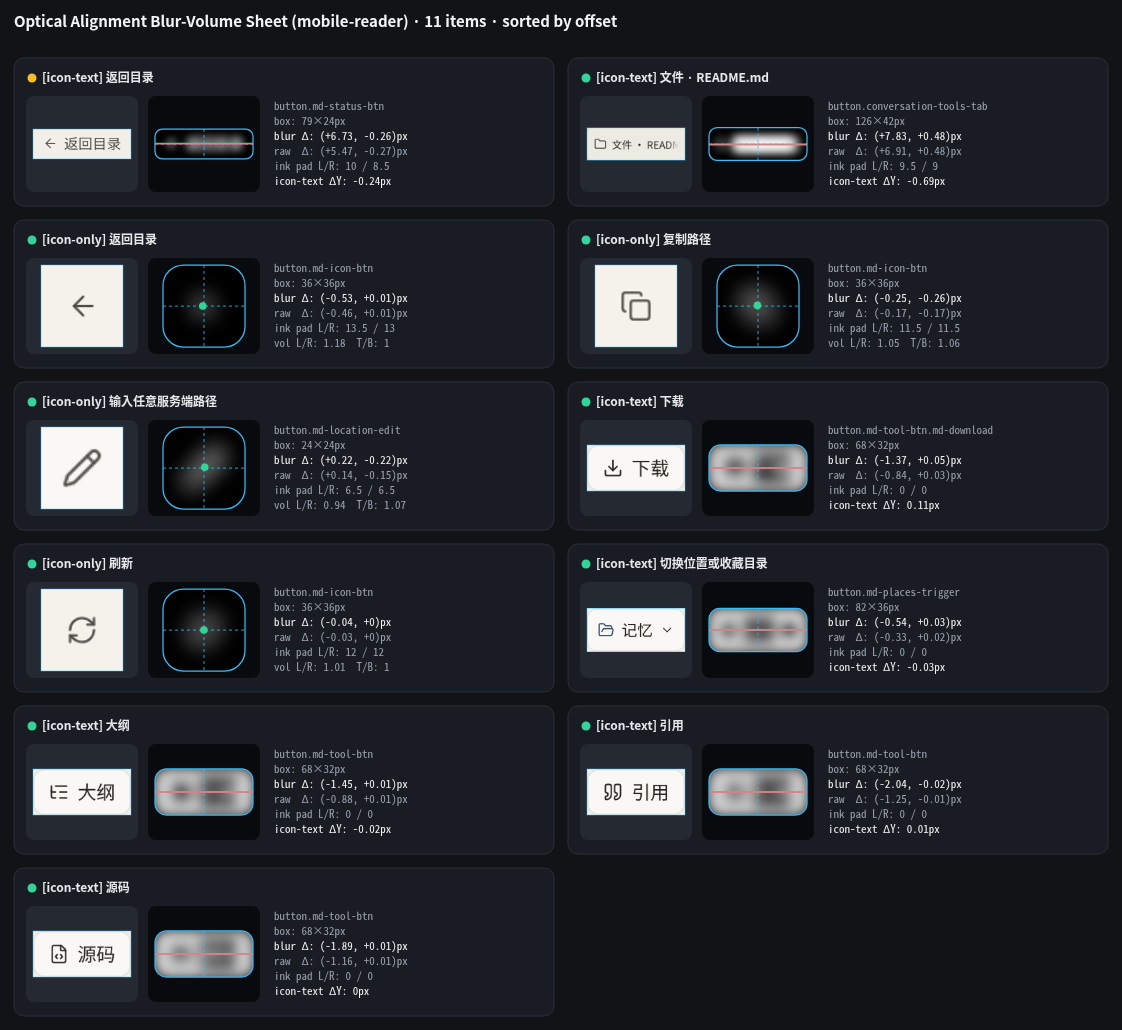 Optical Alignment Blur-Volume Sheet (mobile-reader) · 11 items · sorted by offset
[icon-text] 返回目录
返回目录
button.md-status-btn
box: 79×24px
blur Δ: (+6.73, -0.26)px
raw Δ: (+5.47, -0.27)px
ink pad L/R: 10 / 8.5
icon-text ΔY: -0.24px
[icon-text] 文件 · README.md
文件 · READM
button.conversation-tools-tab
box: 126×42px
blur Δ: (+7.83, +0.48)px
raw Δ: (+6.91, +0.48)px
ink pad L/R: 9.5 / 9
icon-text ΔY: -0.69px
[icon-only] 返回目录
button.md-icon-btn
box: 36×36px
blur Δ: (-0.53, +0.01)px
raw Δ: (-0.46, +0.01)px
ink pad L/R: 13.5 / 13
vol L/R: 1.18 T/B: 1
[icon-only] 复制路径
button.md-icon-btn
box: 36×36px
blur Δ: (-0.25, -0.26)px
raw Δ: (-0.17, -0.17)px
ink pad L/R: 11.5 / 11.5
vol L/R: 1.05 T/B: 1.06
[icon-only] 输入任意服务端路径
button.md-location-edit
box: 24×24px
blur Δ: (+0.22, -0.22)px
raw Δ: (+0.14, -0.15)px
ink pad L/R: 6.5 / 6.5
vol L/R: 0.94 T/B: 1.07
[icon-text] 下载
下载
button.md-tool-btn.md-download
box: 68×32px
blur Δ: (-1.37, +0.05)px
raw Δ: (-0.84, +0.03)px
ink pad L/R: 0 / 0
icon-text ΔY: 0.11px
[icon-only] 刷新
button.md-icon-btn
box: 36×36px
blur Δ: (-0.04, +0)px
raw Δ: (-0.03, +0)px
ink pad L/R: 12 / 12
vol L/R: 1.01 T/B: 1
[icon-text] 切换位置或收藏目录
记忆
button.md-places-trigger
box: 82×36px
blur Δ: (-0.54, +0.03)px
raw Δ: (-0.33, +0.02)px
ink pad L/R: 0 / 0
icon-text ΔY: -0.03px
[icon-text] 大纲
大纲
button.md-tool-btn
box: 68×32px
blur Δ: (-1.45, +0.01)px
raw Δ: (-0.88, +0.01)px
ink pad L/R: 0 / 0
icon-text ΔY: -0.02px
[icon-text] 引用
引用
button.md-tool-btn
box: 68×32px
blur Δ: (-2.04, -0.02)px
raw Δ: (-1.25, -0.01)px
ink pad L/R: 0 / 0
icon-text ΔY: 0.01px
[icon-text] 源码
源码
button.md-tool-btn
box: 68×32px
blur Δ: (-1.89, +0.01)px
raw Δ: (-1.16, +0.01)px
ink pad L/R: 0 / 0
icon-text ΔY: 0px